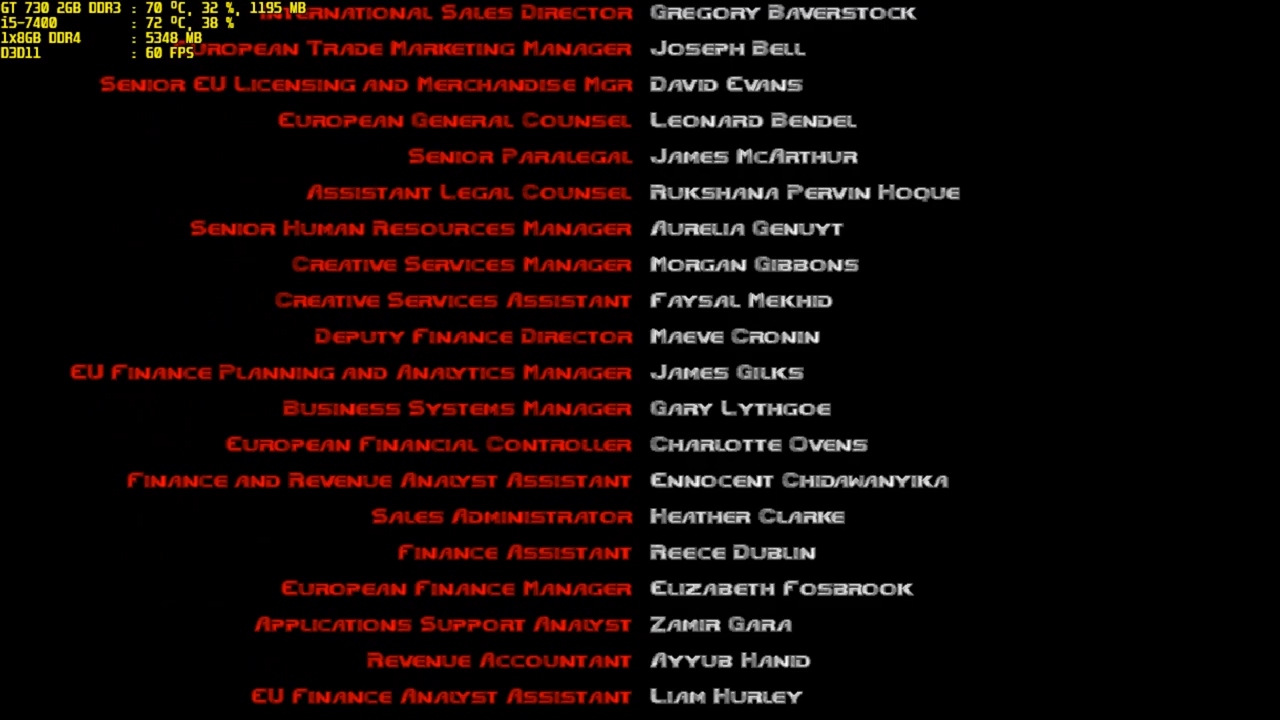 GT 730 2GB DDR3 : 70 ºC, 32 %, 1195 MB
i5-7400 : 72 ºC, 38 %
1x8GB DDR4 : 5348 MB
D3D11 : 60 FPS
International Sales Director Gregory Baverstock
European Trade Marketing Manager Joseph Bell
Senior EU Licensing and Merchandise Mgr David Evans
European General Counsel Leonard Bendel
Senior Paralegal James McArthur
Assistant Legal Counsel Rukshana Pervin Hoque
Senior Human Resources Manager Aurelia Genuyt
Creative Services Manager Morgan Gibbons
Creative Services Assistant Faysal Mekhid
Deputy Finance Director Maeve Cronin
EU Finance Planning and Analytics Manager James Gilks
Business Systems Manager Gary Lythgoe
European Financial Controller Charlotte Ovens
Finance and Revenue Analyst Assistant Ennocent Chidawanyika
Sales Administrator Heather Clarke
Finance Assistant Reece Dublin
European Finance Manager Elizabeth Fosbrook
Applications Support Analyst Zamir Gara
Revenue Accountant Ayyub Hanid
EU Finance Analyst Assistant Liam Hurley